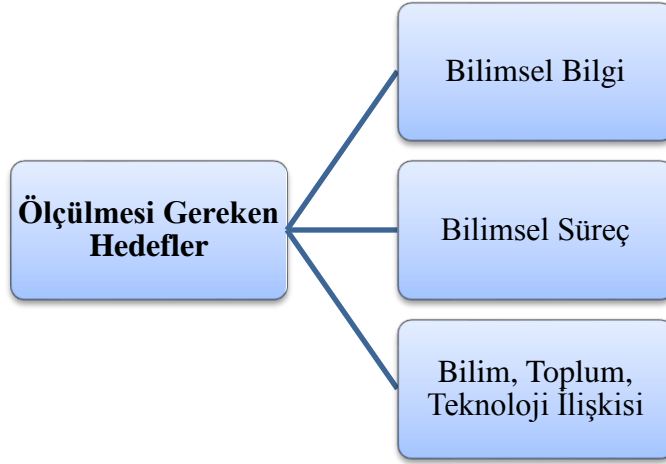 Ölçülmesi Gereken
Hedefler
Bilimsel Bilgi
Bilimsel Süreç
Bilim, Toplum,
Teknoloji İlişkisi